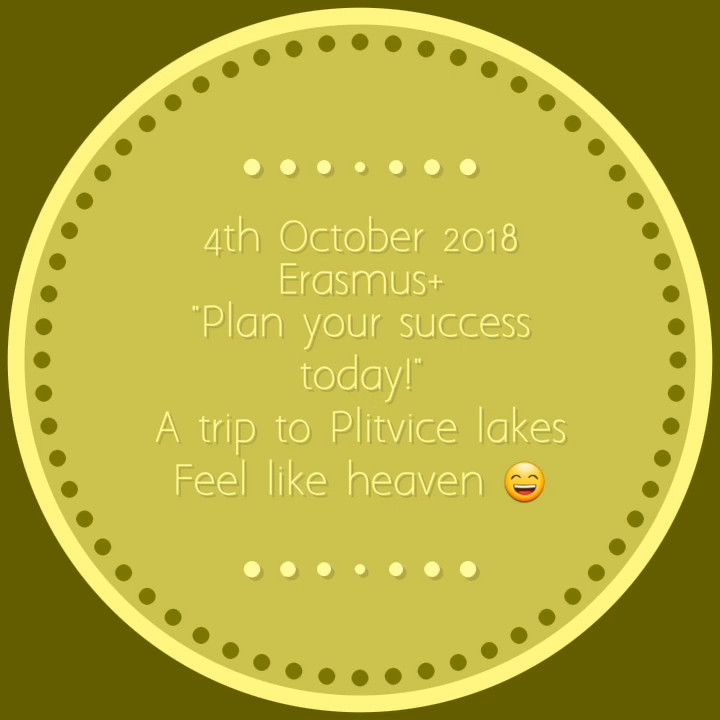 4th October 2018
Erasmus+
"Plan your success
today!"
A trip to Plitvice lakes
Feel like heaven 😄